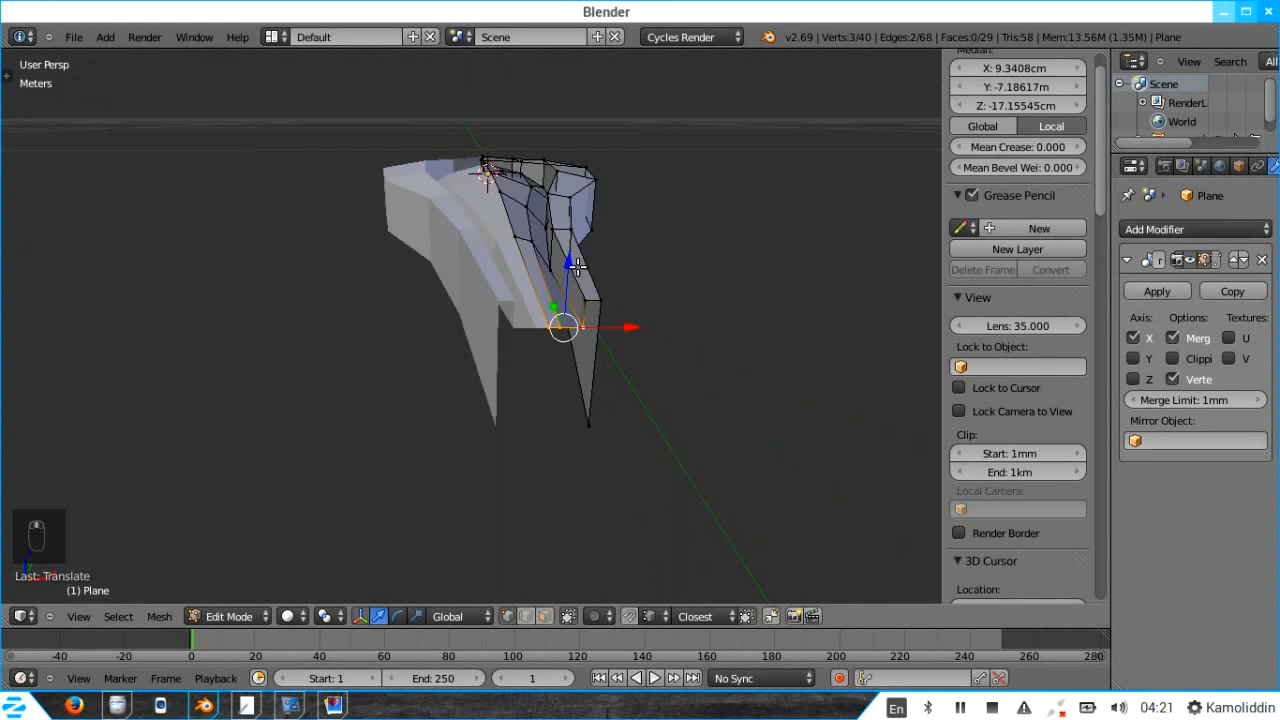 Blender
File Add Render Window Help Default Scene Cycles Render v2.69 | Verts:3/40 | Edges:2/68 | Faces:0/29 | Tris:58 | Mem:13.56M (1.35M) | Plane
User Persp
Meters
Last: Translate
(1) Plane
Median:
X: 9.3408cm
Y: -7.18617m
Z: -17.15545cm
Global Local
Mean Crease: 0.000
Mean Bevel Wei: 0.000
Grease Pencil
New
New Layer
Delete Frame Convert
View
Lens: 35.000
Lock to Object:
Lock to Cursor
Lock Camera to View
Clip:
Start: 1mm
End: 1km
Local Camera:
Render Border
3D Cursor
Location:
View Search All
Scene
RenderL
World
Plane
Add Modifier
Apply Copy
Axis: Options: Textures:
X Merg U
Y Clippi V
Z Verte
Merge Limit: 1mm
Mirror Object:
View Select Mesh Edit Mode Global Closest
-40 -20 0 20 40 60 80 100 120 140 160 180 200 220 240 260 280
View Marker Frame Playback Start: 1 End: 250 1 No Sync
En 04:21 Kamoliddin